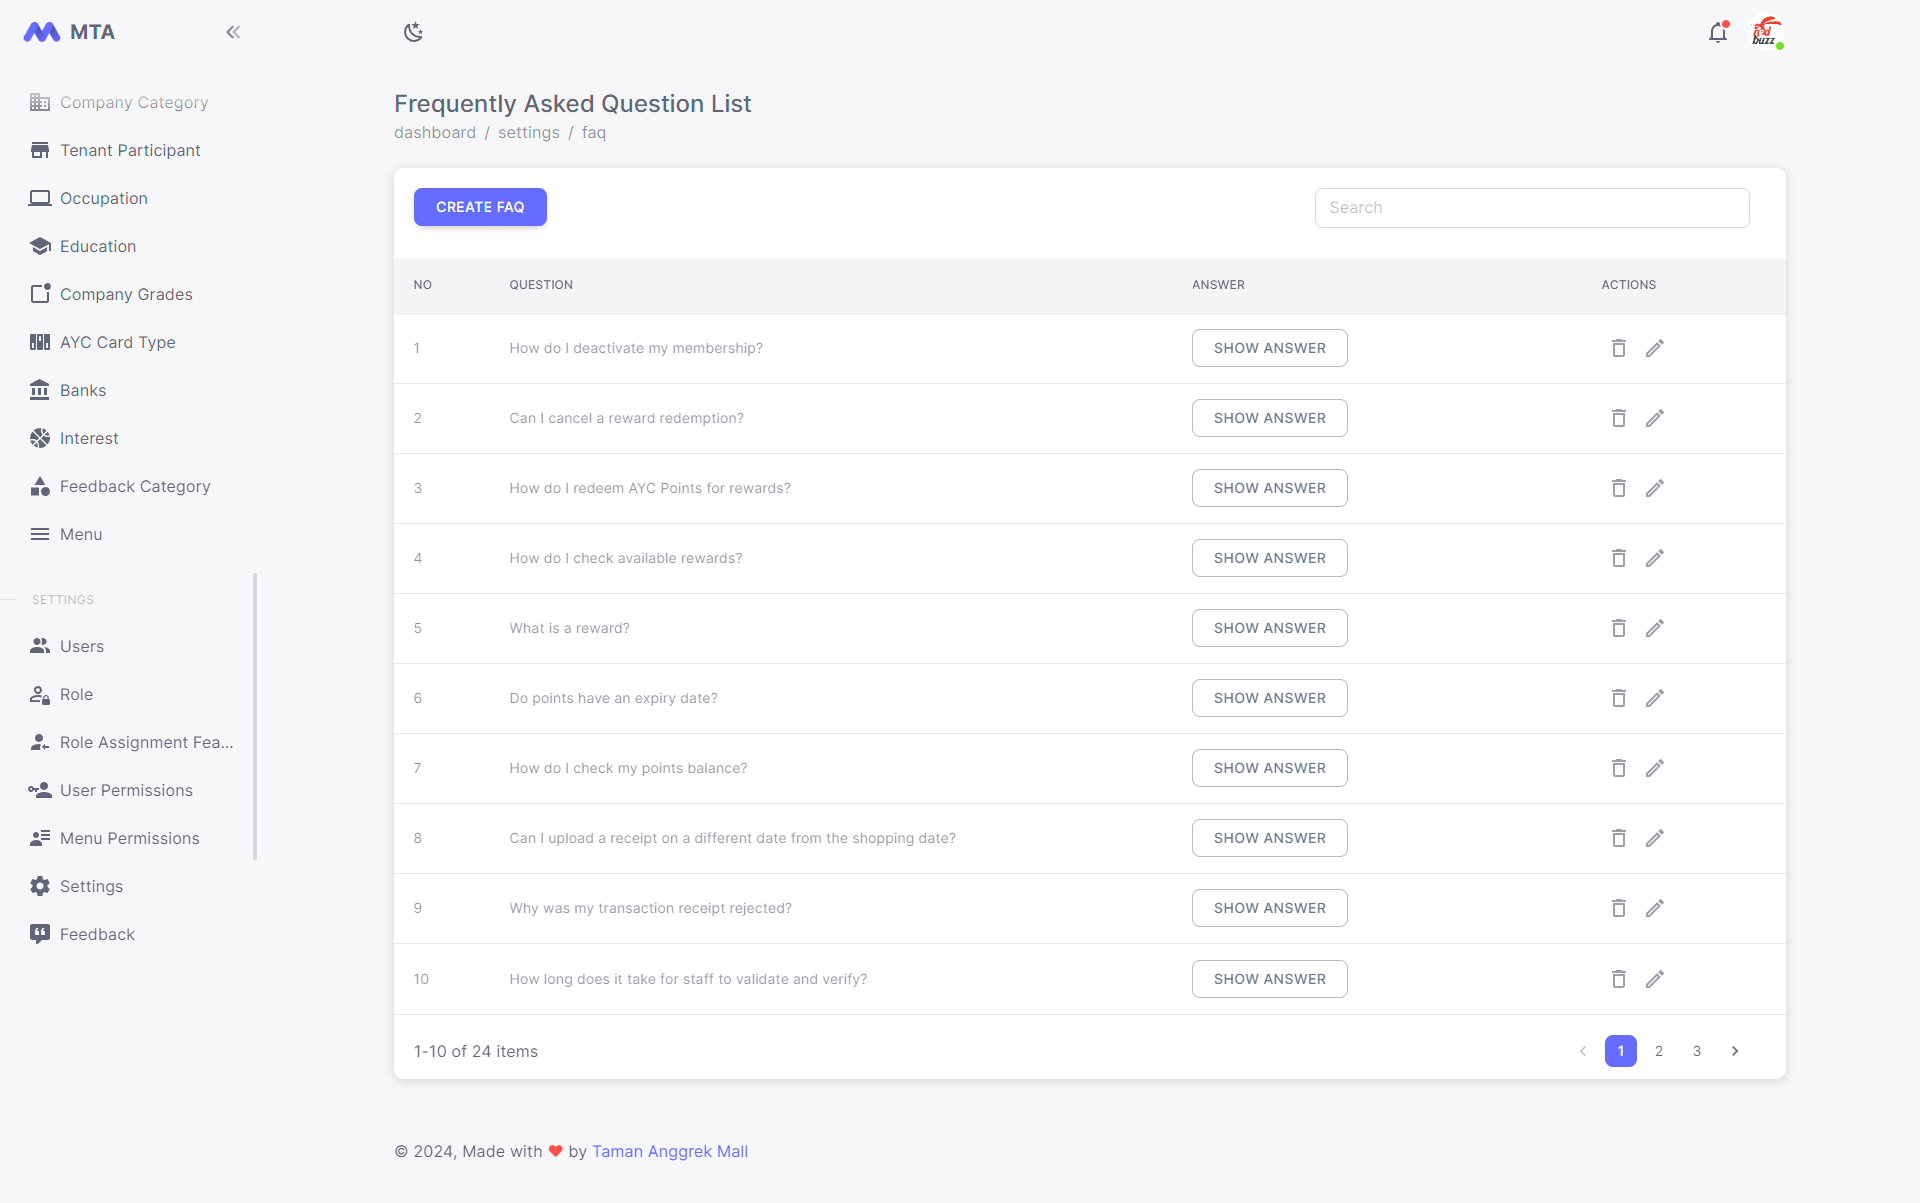 MTA
Company Category
Tenant Participant
Occupation
Education
Company Grades
AYC Card Type
Banks
Interest
Feedback Category
Menu
SETTINGS
Users
Role
Role Assignment Fea...
User Permissions
Menu Permissions
Settings
Feedback
red
buzz
Frequently Asked Question List
dashboard / settings / faq
CREATE FAQ
Search
NO QUESTION ANSWER ACTIONS
1 How do I deactivate my membership? SHOW ANSWER
2 Can I cancel a reward redemption? SHOW ANSWER
3 How do I redeem AYC Points for rewards? SHOW ANSWER
4 How do I check available rewards? SHOW ANSWER
5 What is a reward? SHOW ANSWER
6 Do points have an expiry date? SHOW ANSWER
7 How do I check my points balance? SHOW ANSWER
8 Can I upload a receipt on a different date from the shopping date? SHOW ANSWER
9 Why was my transaction receipt rejected? SHOW ANSWER
10 How long does it take for staff to validate and verify? SHOW ANSWER
1-10 of 24 items
1 2 3
© 2024, Made with ❤ by Taman Anggrek Mall